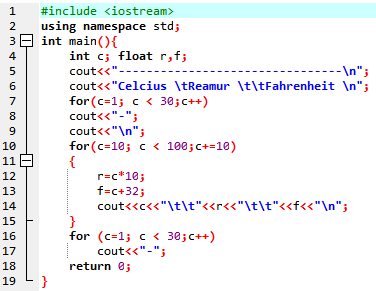 1 #include <iostream>
2 using namespace std;
3 int main(){
4 int c; float r,f;
5 cout<<"--------------------------------\n";
6 cout<<"Celcius \tReamur \t\tFahrenheit \n";
7 for(c=1; c < 30;c++)
8 cout<<"-";
9 cout<<"\n";
10 for(c=10; c < 100;c+=10)
11 {
12 r=c*10;
13 f=c+32;
14 cout<<c<<"\t\t"<<r<<"\t\t"<<f<<"\n";
15 }
16 for (c=1; c < 30;c++)
17 cout<<"-";
18 return 0;
19 }